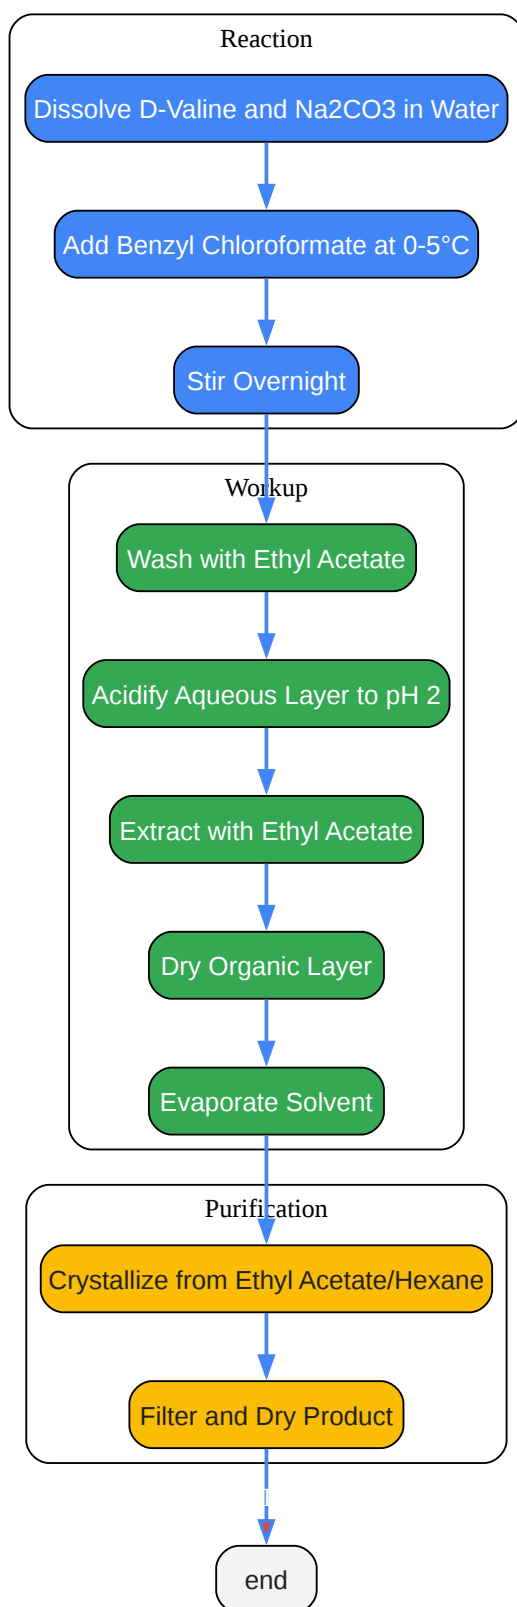 Reaction
Dissolve D-Valine and Na2CO3 in Water
Add Benzyl Chloroformate at 0-5°C
Stir Overnight
Workup
Wash with Ethyl Acetate
Acidify Aqueous Layer to pH 2
Extract with Ethyl Acetate
Dry Organic Layer
Evaporate Solvent
Purification
Crystallize from Ethyl Acetate/Hexane
Filter and Dry Product
end